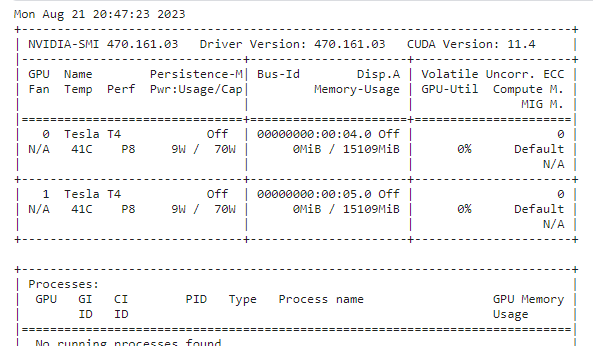 Mon Aug 21 20:47:23 2023
+-----------------------------------------------------------------------------+
| NVIDIA-SMI 470.161.03   Driver Version: 470.161.03   CUDA Version: 11.4     |
|-------------------------------+----------------------+----------------------+
| GPU  Name        Persistence-M| Bus-Id        Disp.A | Volatile Uncorr. ECC |
| Fan  Temp  Perf  Pwr:Usage/Cap|         Memory-Usage | GPU-Util  Compute M. |
|                               |                      |               MIG M. |
|===============================+======================+======================|
|   0  Tesla T4            Off  | 00000000:00:04.0 Off |                    0 |
| N/A   41C    P8     9W /  70W |      0MiB / 15109MiB |      0%      Default |
|                               |                      |                  N/A |
+-------------------------------+----------------------+----------------------+
|   1  Tesla T4            Off  | 00000000:00:05.0 Off |                    0 |
| N/A   41C    P8     9W /  70W |      0MiB / 15109MiB |      0%      Default |
|                               |                      |                  N/A |
+-------------------------------+----------------------+----------------------+

+-----------------------------------------------------------------------------+
| Processes:                                                                  |
|  GPU   GI   CI        PID   Type   Process name                  GPU Memory |
|        ID   ID                                                   Usage      |
|=============================================================================|
|  No running processes found